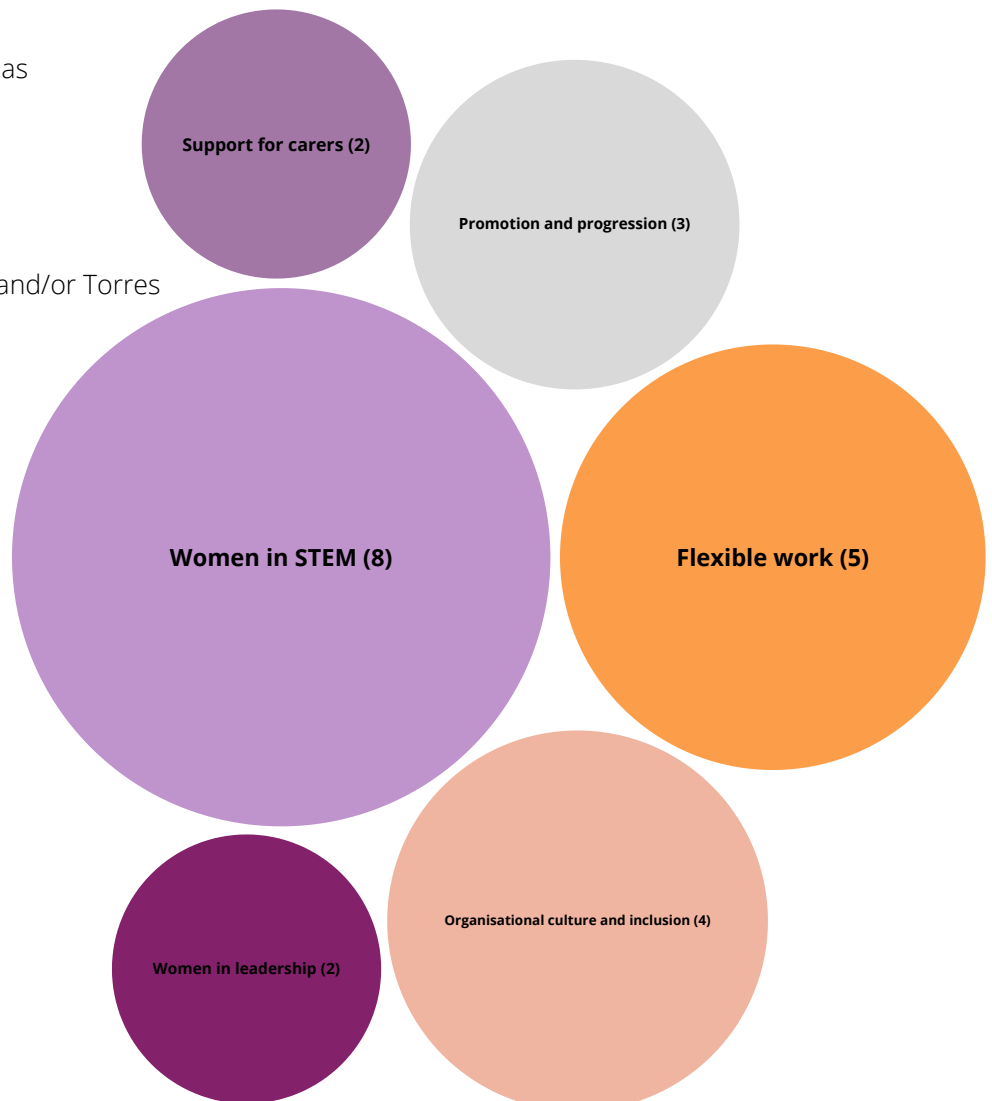 as
Support for carers (2)
Promotion and progression (3)
and/or Torres
Women in STEM (8)
Flexible work (5)
Organisational culture and inclusion (4)
Women in leadership (2)